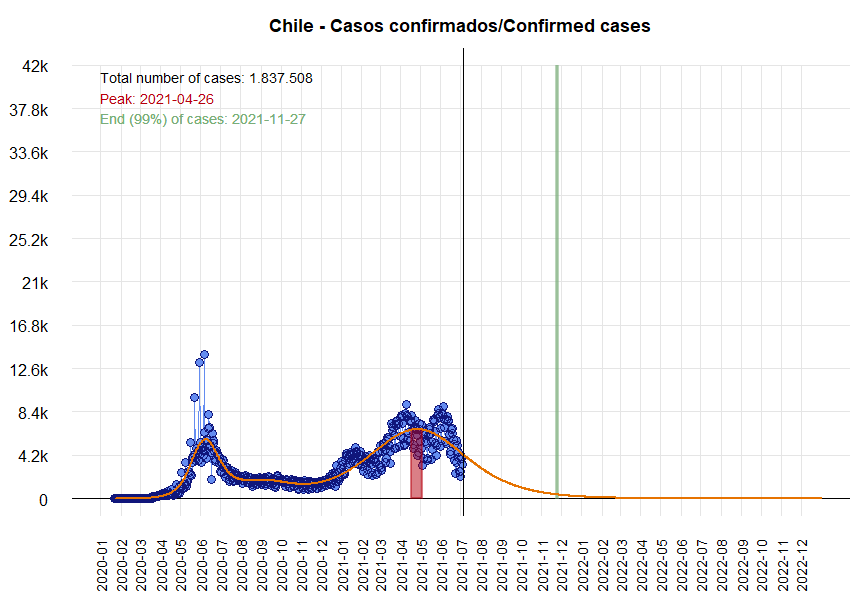 Chile - Casos confirmados/Confirmed cases
42k
37.8k
33.6k
29.4k
25.2k
21k
16.8k
12.6k
8.4k
4.2k
0
Total number of cases: 1.837.508
Peak: 2021-04-26
End (99%) of cases: 2021-11-27
2020-01
2020-02
2020-03
2020-04
2020-05
2020-06
2020-07
2020-08
2020-09
2020-10
2020-11
2020-12
2021-01
2021-02
2021-03
2021-04
2021-05
2021-06
2021-07
2021-08
2021-09
2021-10
2021-11
2021-12
2022-01
2022-02
2022-03
2022-04
2022-05
2022-06
2022-07
2022-08
2022-09
2022-10
2022-11
2022-12